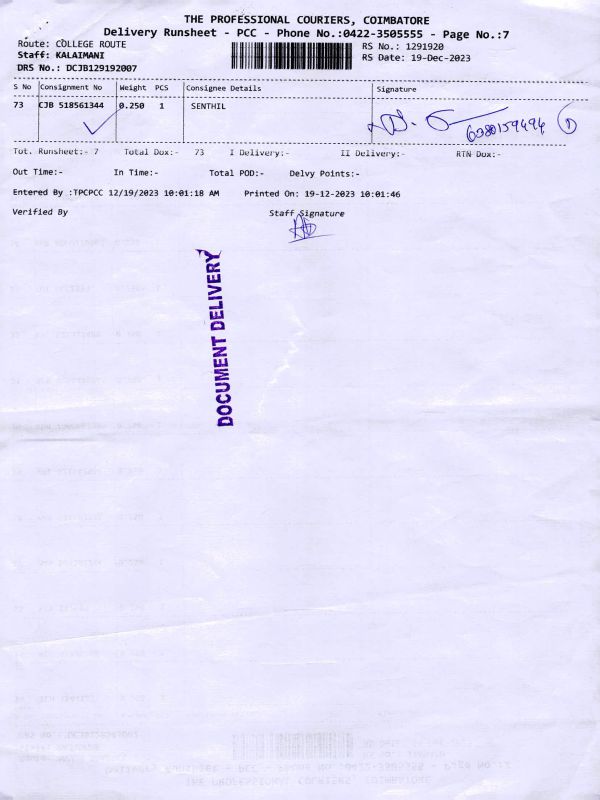 THE PROFESSIONAL COURIERS, COIMBATORE
Delivery Runsheet - PCC - Phone No.:0422-3505555 - Page No.:7
Route: COLLEGE ROUTE RS No.: 1291920
Staff: KALAIMANI RS Date: 19-Dec-2023
DRS No.: DCJB129192007
S No Consignment No Weight PCS Consignee Details Signature
73 CJB 518561344 0.250 1 SENTHIL
6380159494 1
Tot. Runsheet:- 7 Total Dox:- 73 I Delivery:- II Delivery:- RTN Dox:-
Out Time:- In Time:- Total POD:- Delvy Points:-
Entered By :TPCPCC 12/19/2023 10:01:18 AM Printed On: 19-12-2023 10:01:46
Verified By Staff Signature
DOCUMENT DELIVERY